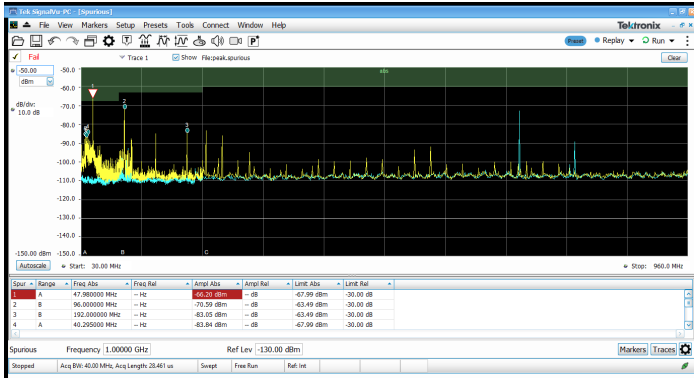 Tek SignalVu-PC - [Spurious]
File View Markers Setup Presets Tools Connect Window Help
Tektronix
Preset Replay Run
Fail Trace 1 Show File:peak.spurious Clear
-50.00 -50.0 abs
dBm
-60.0
1
2
dB/div: -70.0
10.0 dB
-80.0 3
-90.0
-100.0
-110.0
-120.0
-130.0
-140.0
-150.00 dBm -150.0 A B C
Autoscale Start: 30.00 MHz Stop: 960.0 MHz
Spur Range Freq Abs Freq Rel Ampl Abs Ampl Rel Limit Abs Limit Rel
1 A 47.980000 MHz -- Hz -66.20 dBm -- dB -67.99 dBm -30.00 dB
2 B 96.000000 MHz -- Hz -70.59 dBm -- dB -63.49 dBm -30.00 dB
3 B 192.000000 MHz -- Hz -83.05 dBm -- dB -63.49 dBm -30.00 dB
4 A 40.295000 MHz -- Hz -83.84 dBm -- dB -67.99 dBm -30.00 dB
Spurious Frequency 1.00000 GHz Ref Lev -130.00 dBm Markers Traces
Stopped Acq BW: 40.00 MHz, Acq Length: 28.461 us Swept Free Run Ref: Int